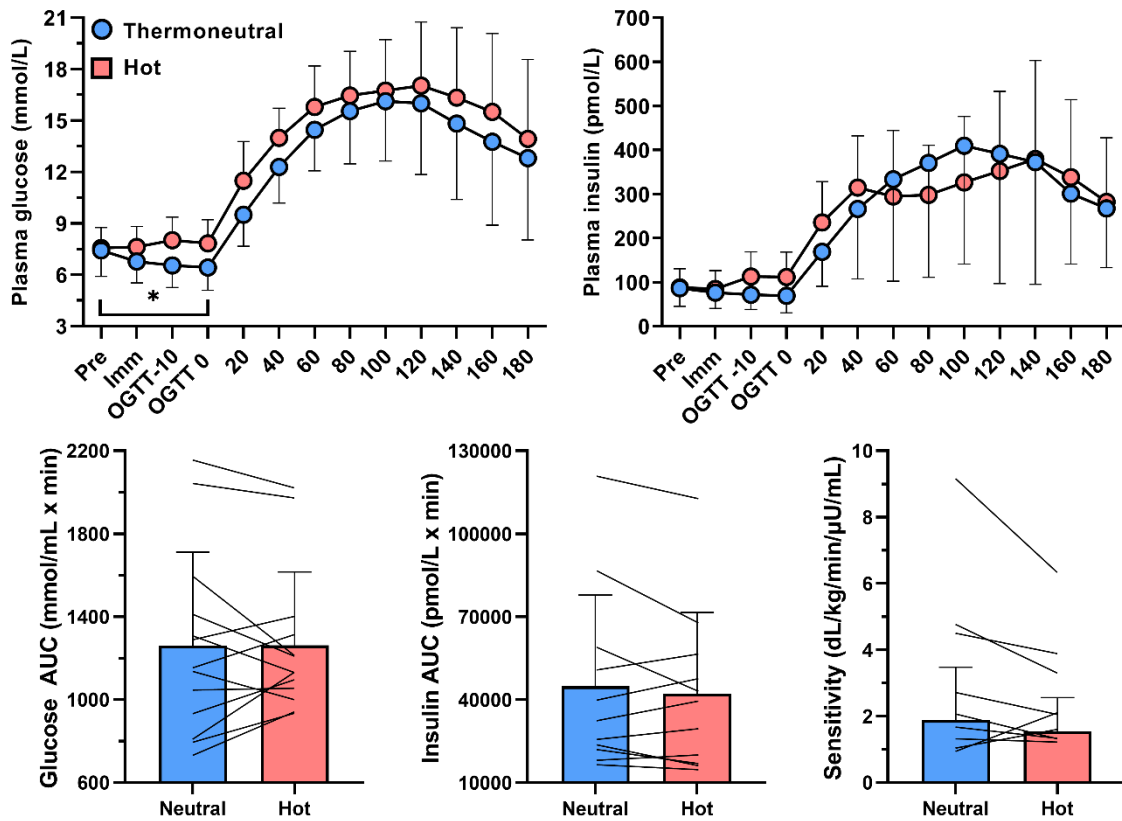 Plasma glucose (mmol/L)
21
18
15
12
9
6
3
Thermoneutral
Hot
*
Pre
Imm
OGTT -10
OGTT 0
20
40
60
80
100
120
140
160
180
Plasma insulin (pmol/L)
700
600
500
400
300
200
100
0
Pre
Imm
OGTT -10
OGTT 0
20
40
60
80
100
120
140
160
180
Glucose AUC (mmol/mL x min)
2200
1800
1400
1000
600
Neutral
Hot
Insulin AUC (pmol/L x min)
130000
100000
70000
40000
10000
Neutral
Hot
Sensitivity (dL/kg/min/µU/mL)
10
8
6
4
2
0
Neutral
Hot